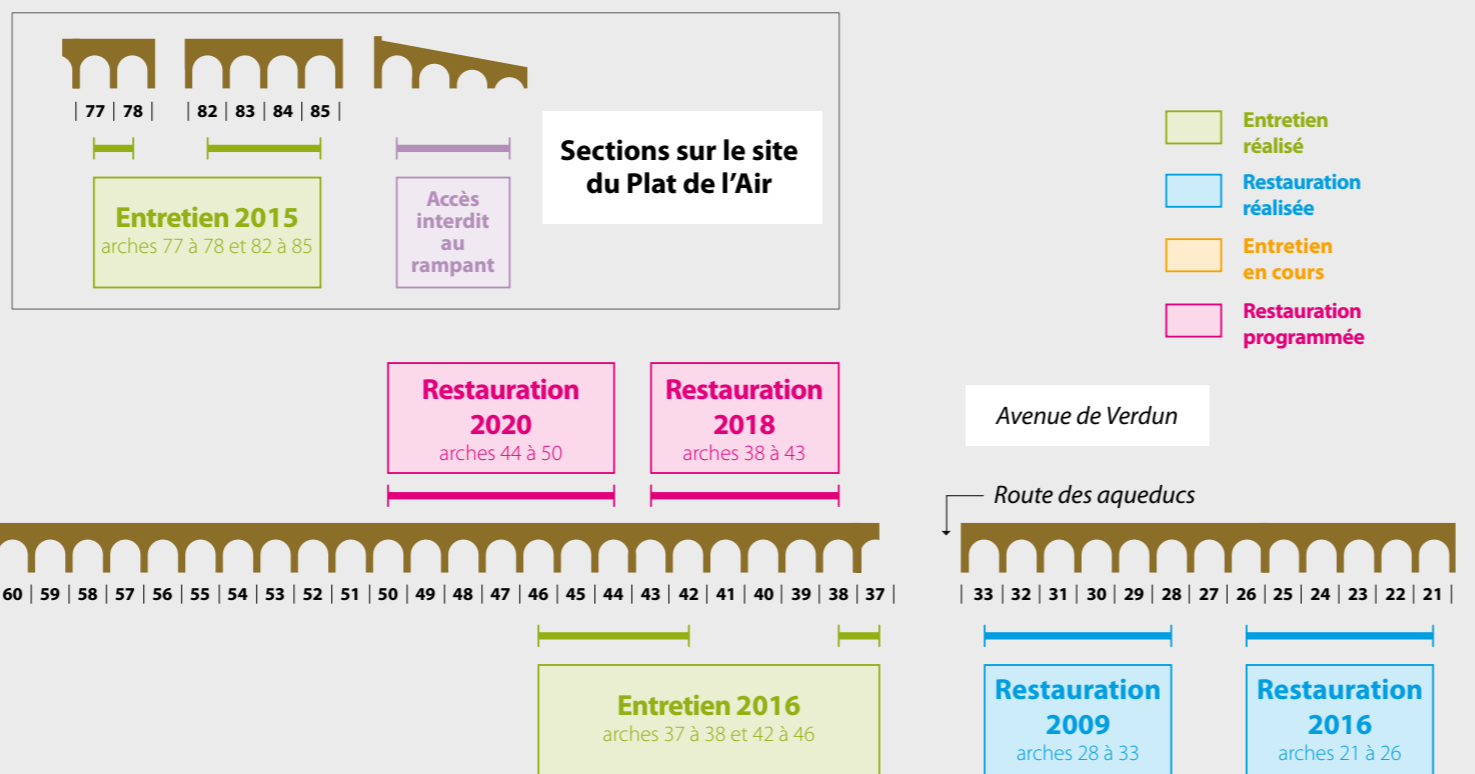 | 77 | 78 |
| 82 | 83 | 84 | 85 |
Entretien 2015
arches 77 à 78 et 82 à 85
Accès
interdit
au
rampant
Sections sur le site
du Plat de l’Air
Entretien
réalisé
Restauration
réalisée
Entretien
en cours
Restauration
programmée
Restauration
2020
arches 44 à 50
Restauration
2018
arches 38 à 43
Avenue de Verdun
Route des aqueducs
60 | 59 | 58 | 57 | 56 | 55 | 54 | 53 | 52 | 51 | 50 | 49 | 48 | 47 | 46 | 45 | 44 | 43 | 42 | 41 | 40 | 39 | 38 | 37 |
| 33 | 32 | 31 | 30 | 29 | 28 | 27 | 26 | 25 | 24 | 23 | 22 | 21 |
Entretien 2016
arches 37 à 38 et 42 à 46
Restauration
2009
arches 28 à 33
Restauration
2016
arches 21 à 26